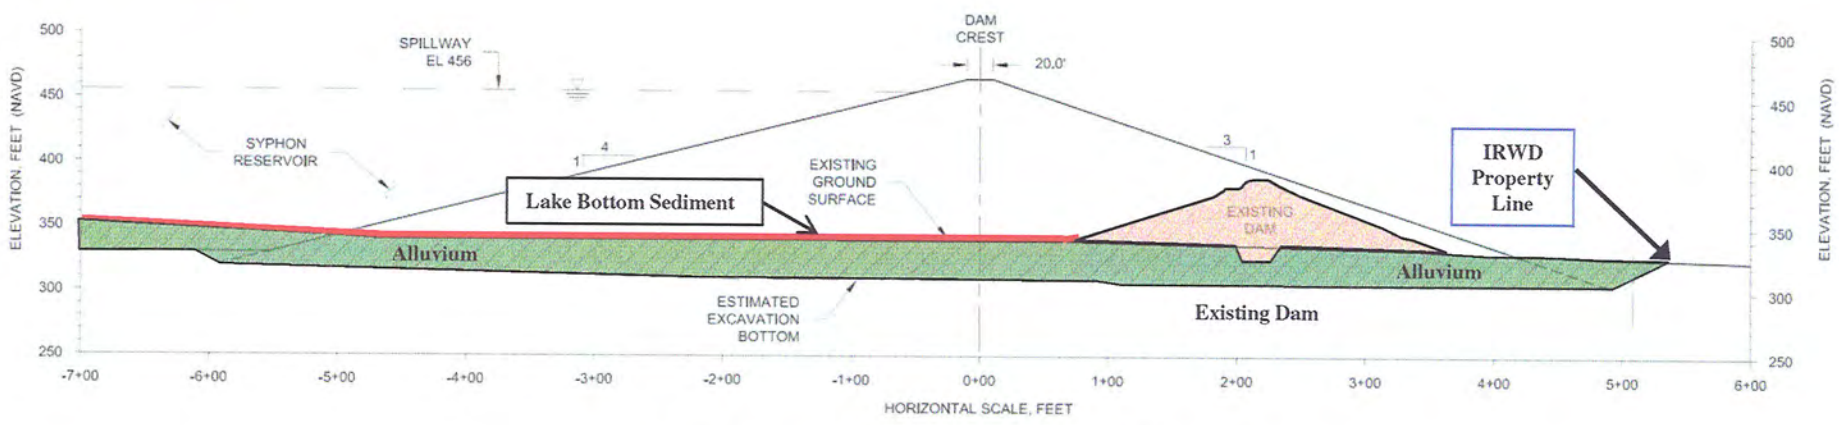 DAM
CREST
20.0'
SPILLWAY
EL 456
500
450
400
350
300
250
ELEVATION, FEET (NAVD)
500
450
400
350
300
250
ELEVATION, FEET (NAVD)
SYPHON
RESERVOIR
1
4
3
1
EXISTING
GROUND
SURFACE
Lake Bottom Sediment
IRWD
Property
Line
EXISTING
DAM
Alluvium
Alluvium
ESTIMATED
EXCAVATION
BOTTOM
Existing Dam
-7+00 -6+00 -5+00 -4+00 -3+00 -2+00 -1+00 0+00 1+00 2+00 3+00 4+00 5+00 6+00
HORIZONTAL SCALE, FEET